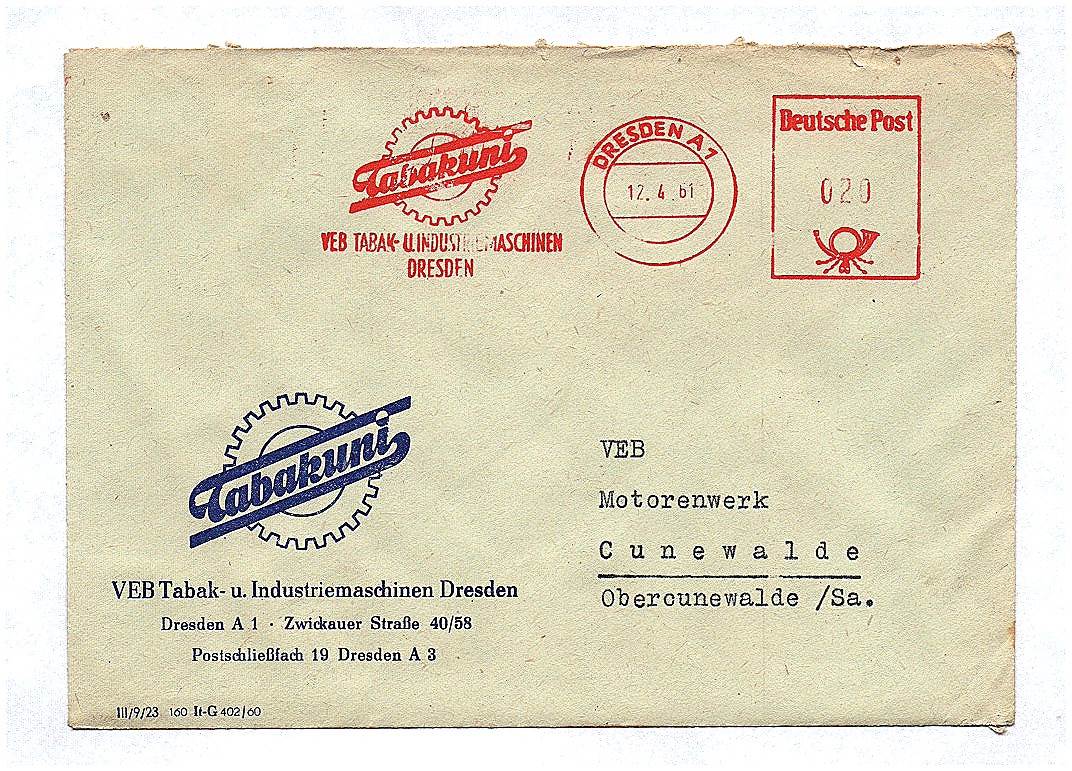 Tabakuni
VEB TABAK- U. INDUSTRIEMASCHINEN
DRESDEN
DRESDEN A 1
12. 4. 61
Deutsche Post
020
Tabakuni
VEB Tabak- u. Industriemaschinen Dresden
Dresden A 1 · Zwickauer Straße 40/58
Postschließfach 19 Dresden A 3
III/9/23 160 It-G 402/60
VEB
Motorenwerk
C u n e w a l d e
Obercunewalde /Sa.